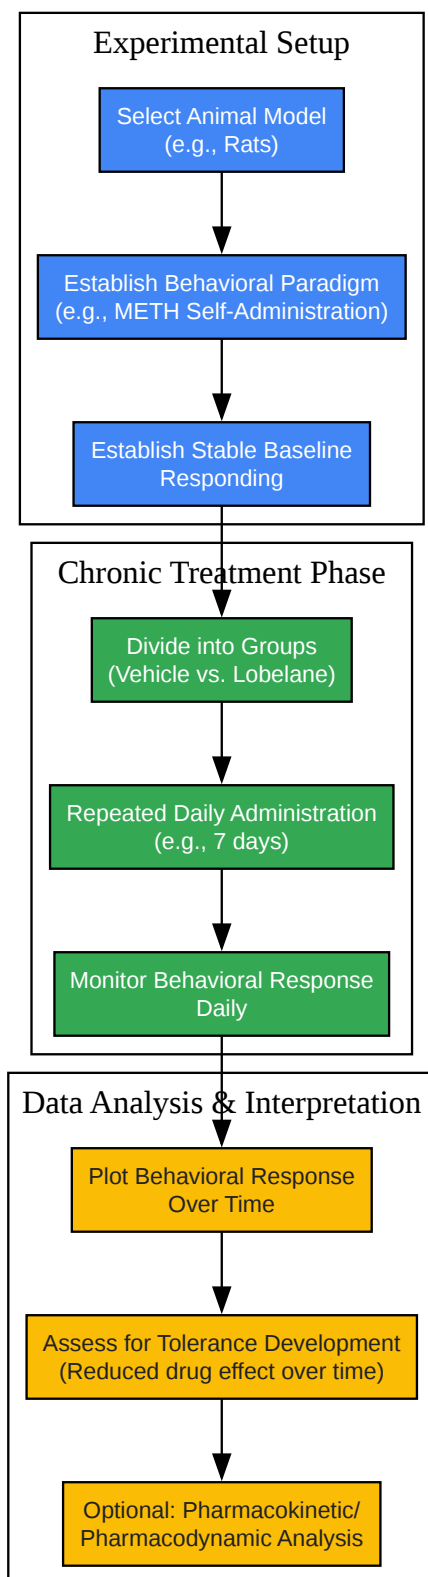 Experimental Setup
Select Animal Model
(e.g., Rats)
Establish Behavioral Paradigm
(e.g., METH Self-Administration)
Establish Stable Baseline
Responding
Chronic Treatment Phase
Divide into Groups
(Vehicle vs. Lobelane)
Repeated Daily Administration
(e.g., 7 days)
Monitor Behavioral Response
Daily
Data Analysis & Interpretation
Plot Behavioral Response
Over Time
Assess for Tolerance Development
(Reduced drug effect over time)
Optional: Pharmacokinetic/
Pharmacodynamic Analysis